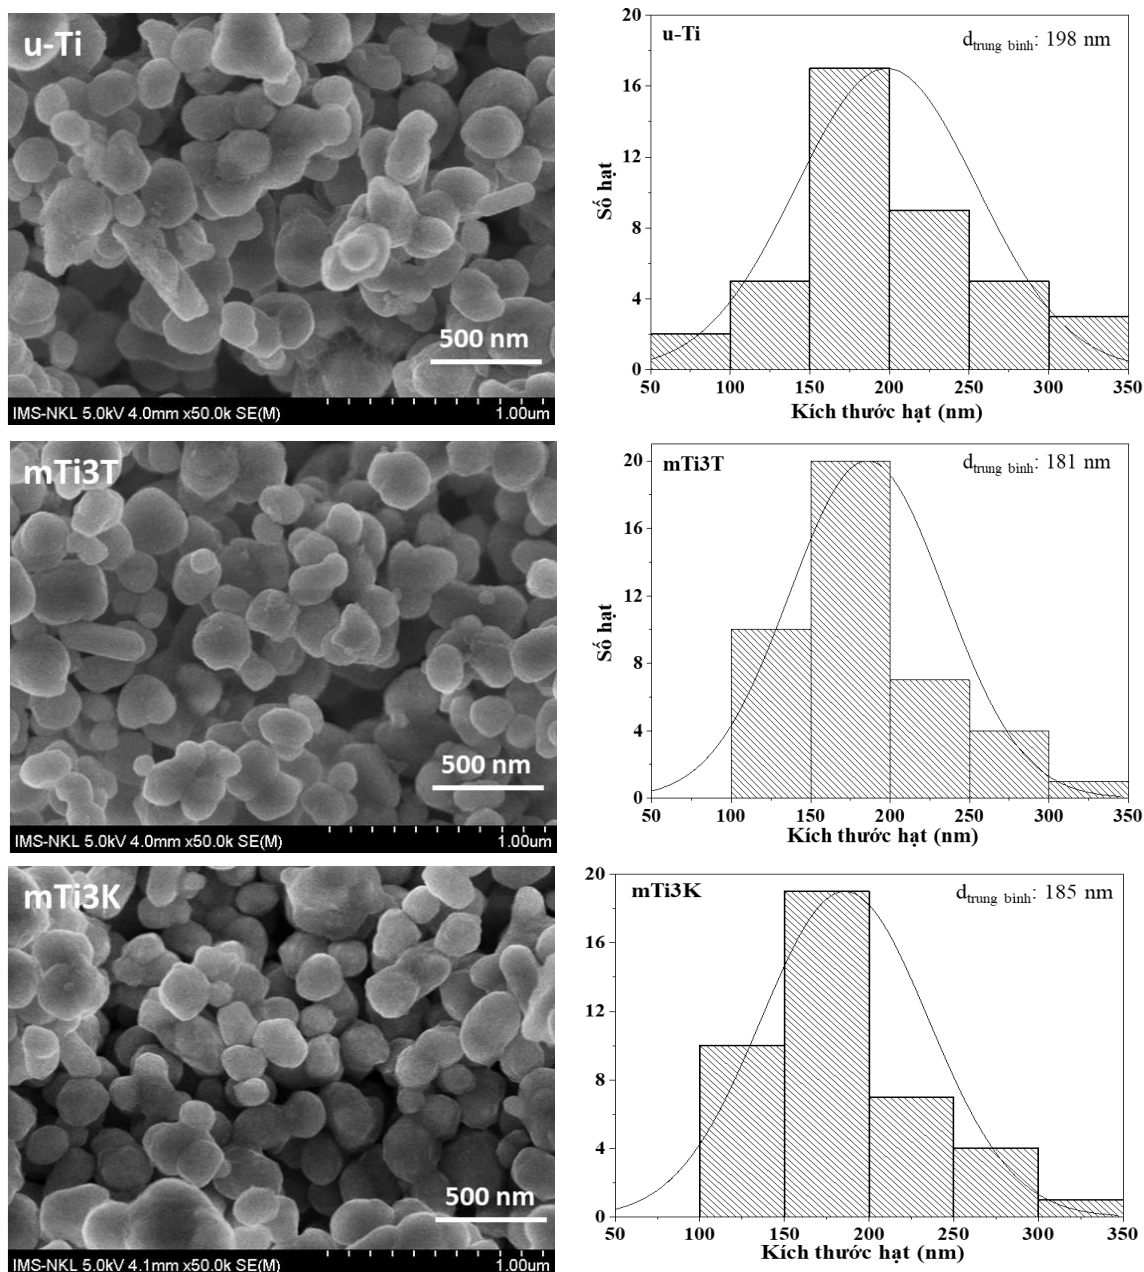 u-Ti
500 nm
IMS-NKL 5.0kV 4.0mm x50.0k SE(M)
1.00um
20
16
12
8
4
0
Số hạt
u-Ti
d trung bình: 198 nm
50 100 150 200 250 300 350
Kích thước hạt (nm)
mTi3T
500 nm
IMS-NKL 5.0kV 4.0mm x50.0k SE(M)
1.00um
20
16
12
8
4
0
Số hạt
mTi3T
d trung bình: 181 nm
50 100 150 200 250 300 350
Kích thước hạt (nm)
mTi3K
500 nm
IMS-NKL 5.0kV 4.1mm x50.0k SE(M)
1.00um
20
16
12
8
4
0
mTi3K
d trung bình: 185 nm
50 100 150 200 250 300 350
Kích thước hạt (nm)